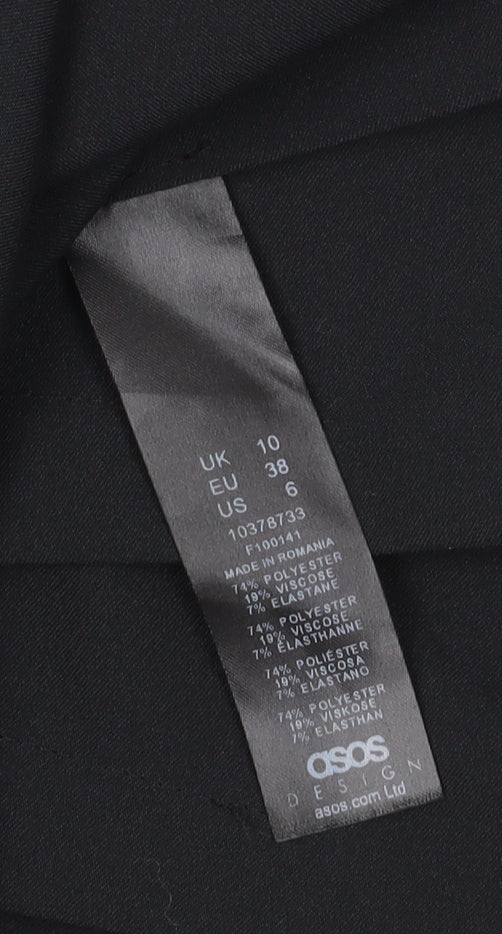 UK 10
EU 38
US 6
10378733
F100141
MADE IN ROMANIA
74% POLYESTER
19% VISCOSE
7% ELASTANE
74% POLYESTER
19% VISCOSE
7% ÉLASTHANNE
74% POLIÉSTER
19% VISCOSA
7% ELASTANO
74% POLYESTER
19% VISKOSE
7% ELASTHAN
asos
DESIGN
asos.com Ltd